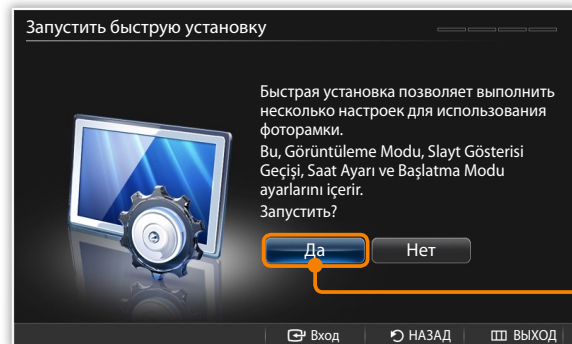 Запустить быструю установку
Быстрая установка позволяет выполнить
несколько настроек для использования
фоторамки.
Bu, Görüntüleme Modu, Slayt Gösterisi
Geçişi, Saat Ayarı ve Başlatma Modu
ayarlarını içerir.
Запустить?
Да Нет
Вход НАЗАД ВЫХОД